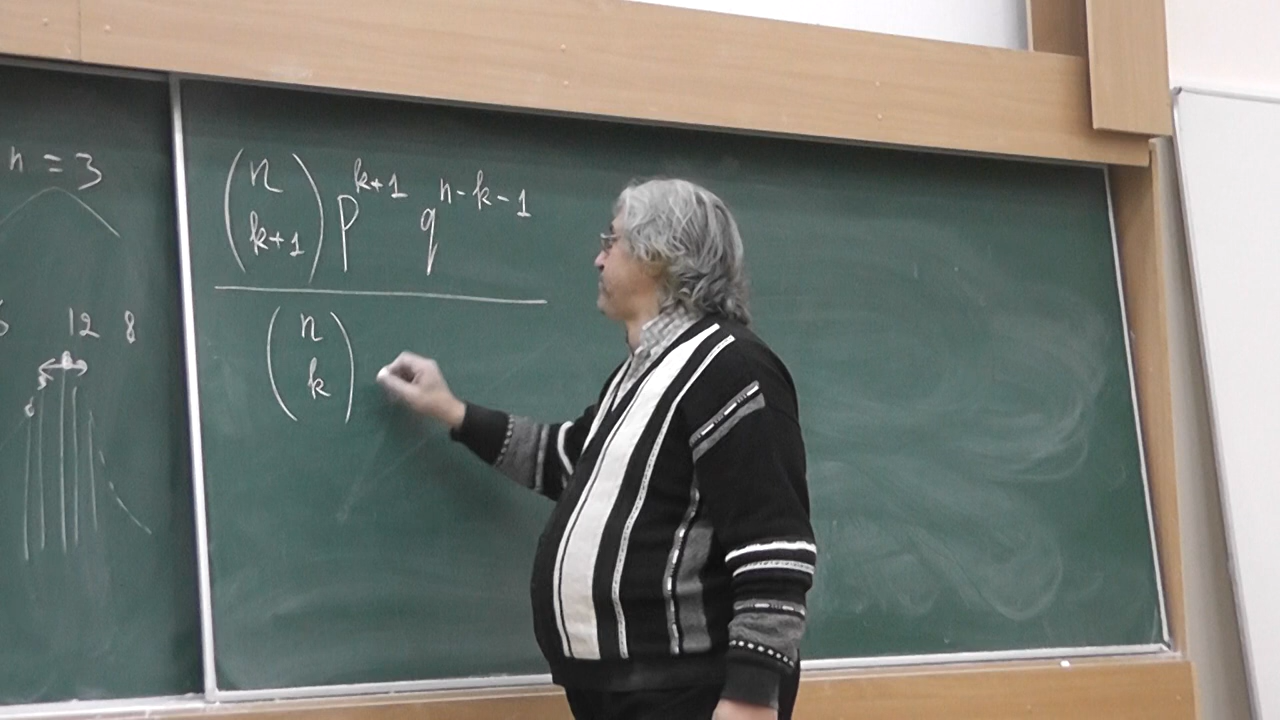 n = 3
12 8
( n ) p^{k+1} q^{n-k-1}
( k+1 )
( n )
( k )